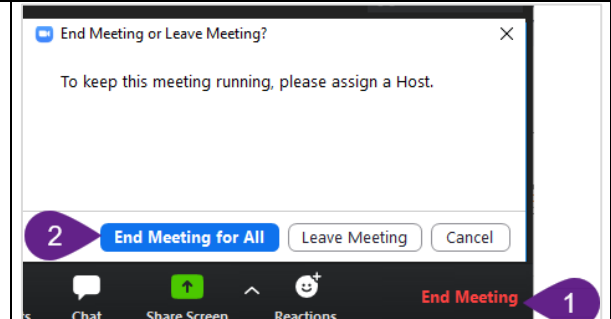 End Meeting or Leave Meeting?
To keep this meeting running, please assign a Host.
2
End Meeting for All
Leave Meeting
Cancel
Chat
Share Screen
Reactions
End Meeting
1